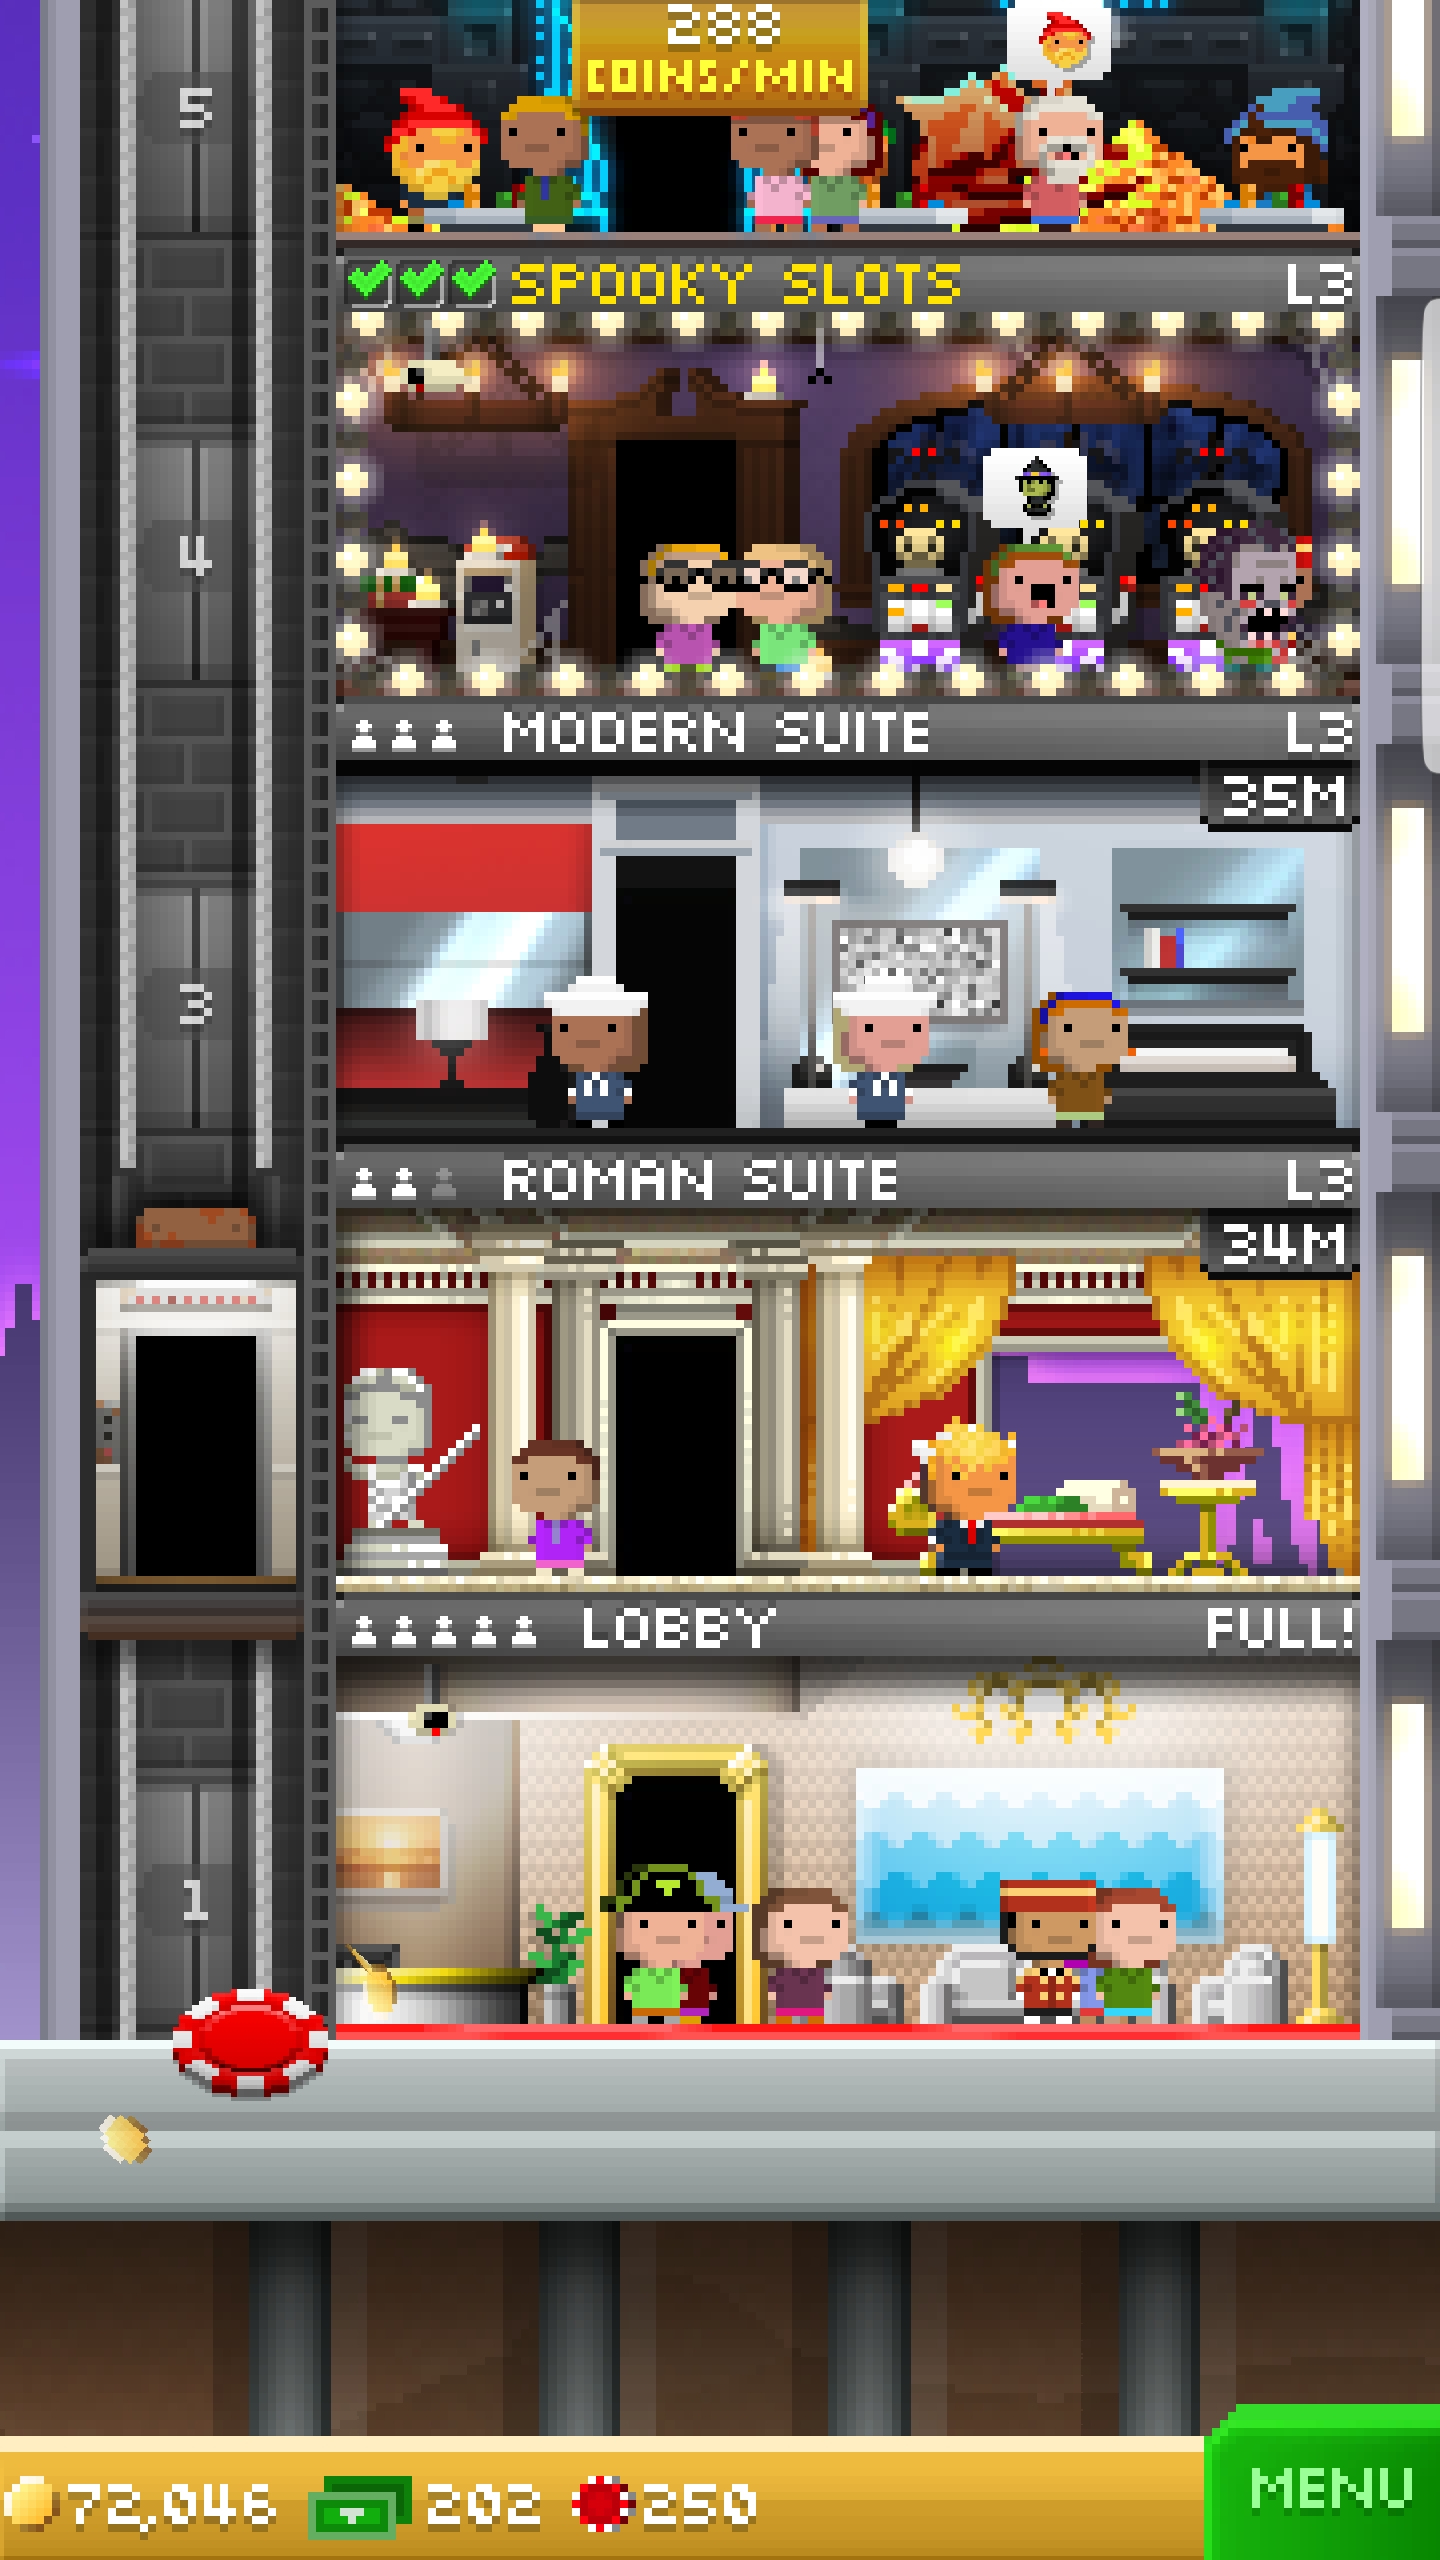 288
COINS/MIN
5
SPOOKY SLOTS L3
4
MODERN SUITE L3
35M
3
ROMAN SUITE L3
34M
LOBBY FULL!
1
72,046 202 250 MENU